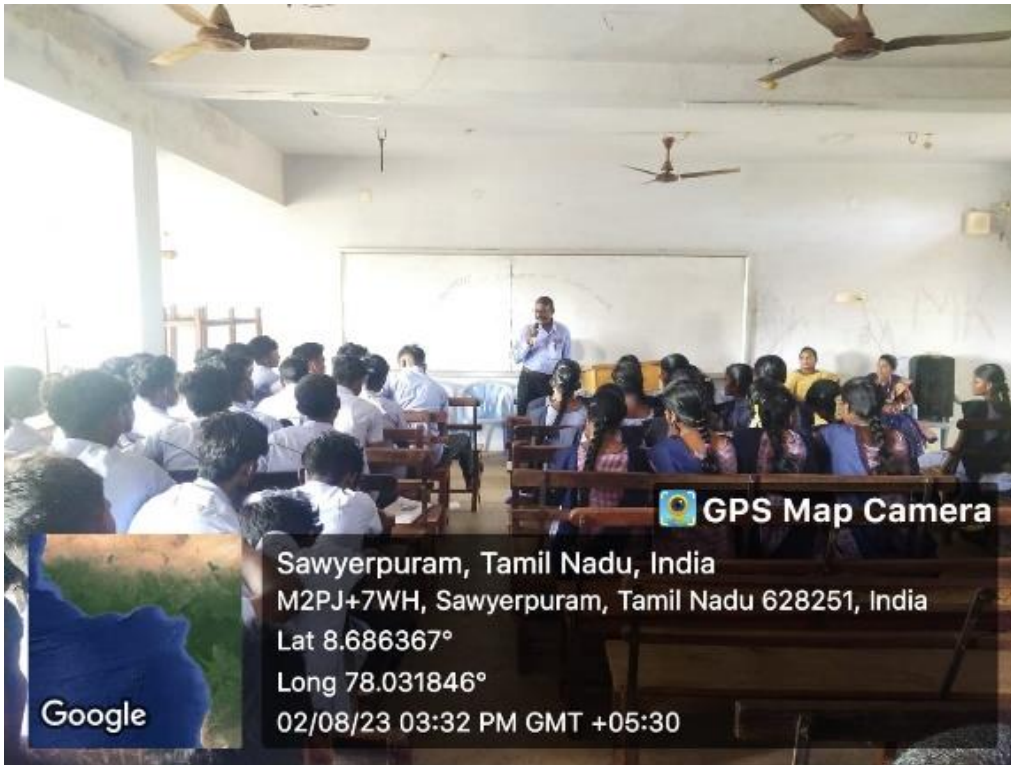 GPS Map Camera
Sawyerpuram, Tamil Nadu, India
M2PJ+7WH, Sawyerpuram, Tamil Nadu 628251, India
Lat 8.686367°
Long 78.031846°
02/08/23 03:32 PM GMT +05:30
Google